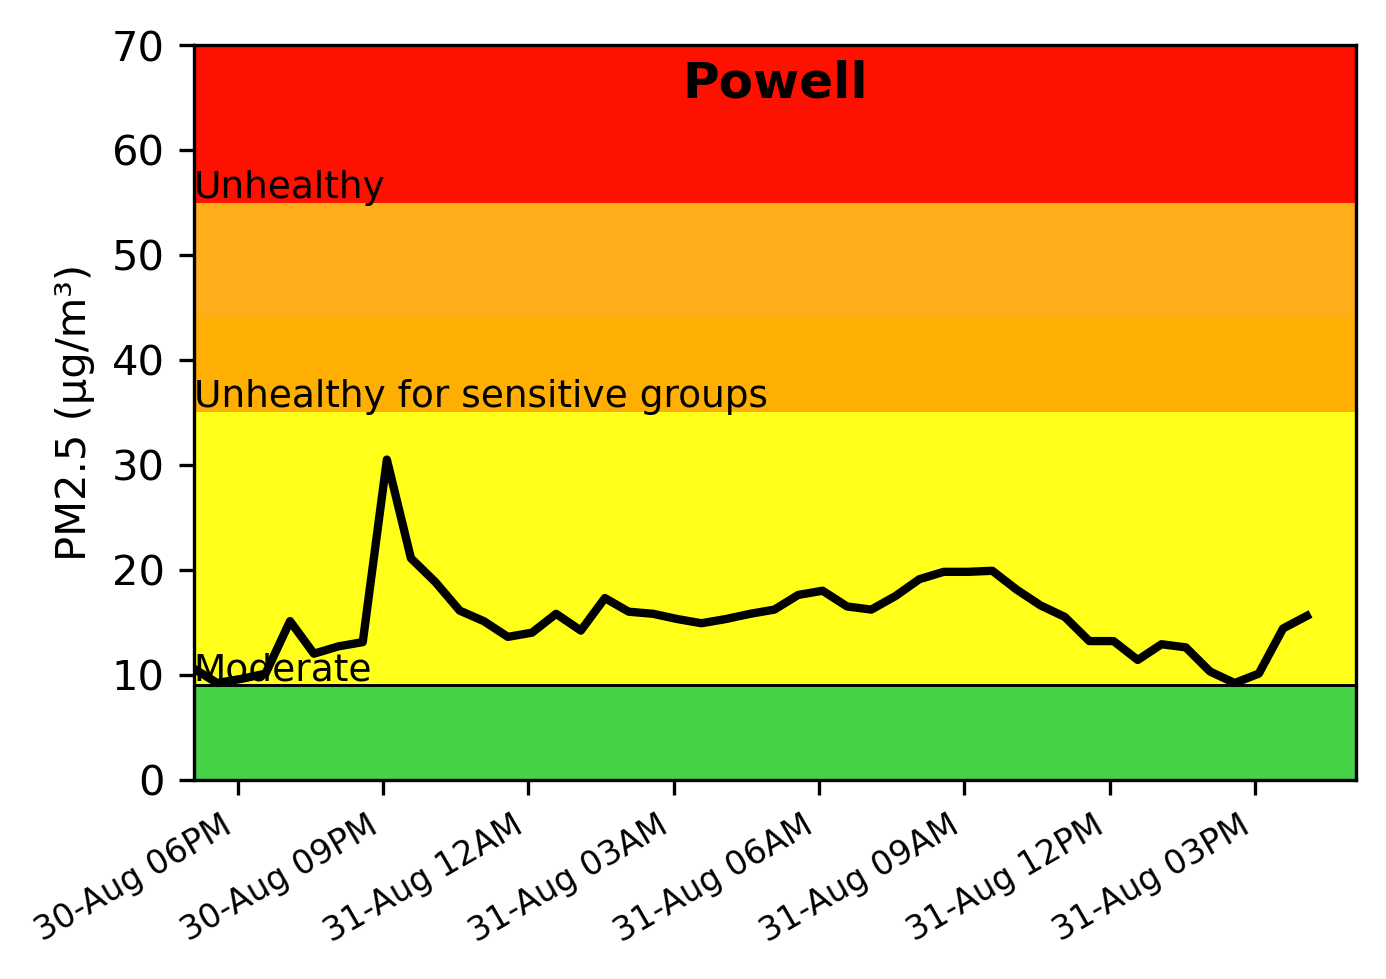 Powell
70
60
50
40
30
20
10
0
PM2.5 (µg/m³)
Unhealthy
Unhealthy for sensitive groups
Moderate
30-Aug 06PM
30-Aug 09PM
31-Aug 12AM
31-Aug 03AM
31-Aug 06AM
31-Aug 09AM
31-Aug 12PM
31-Aug 03PM